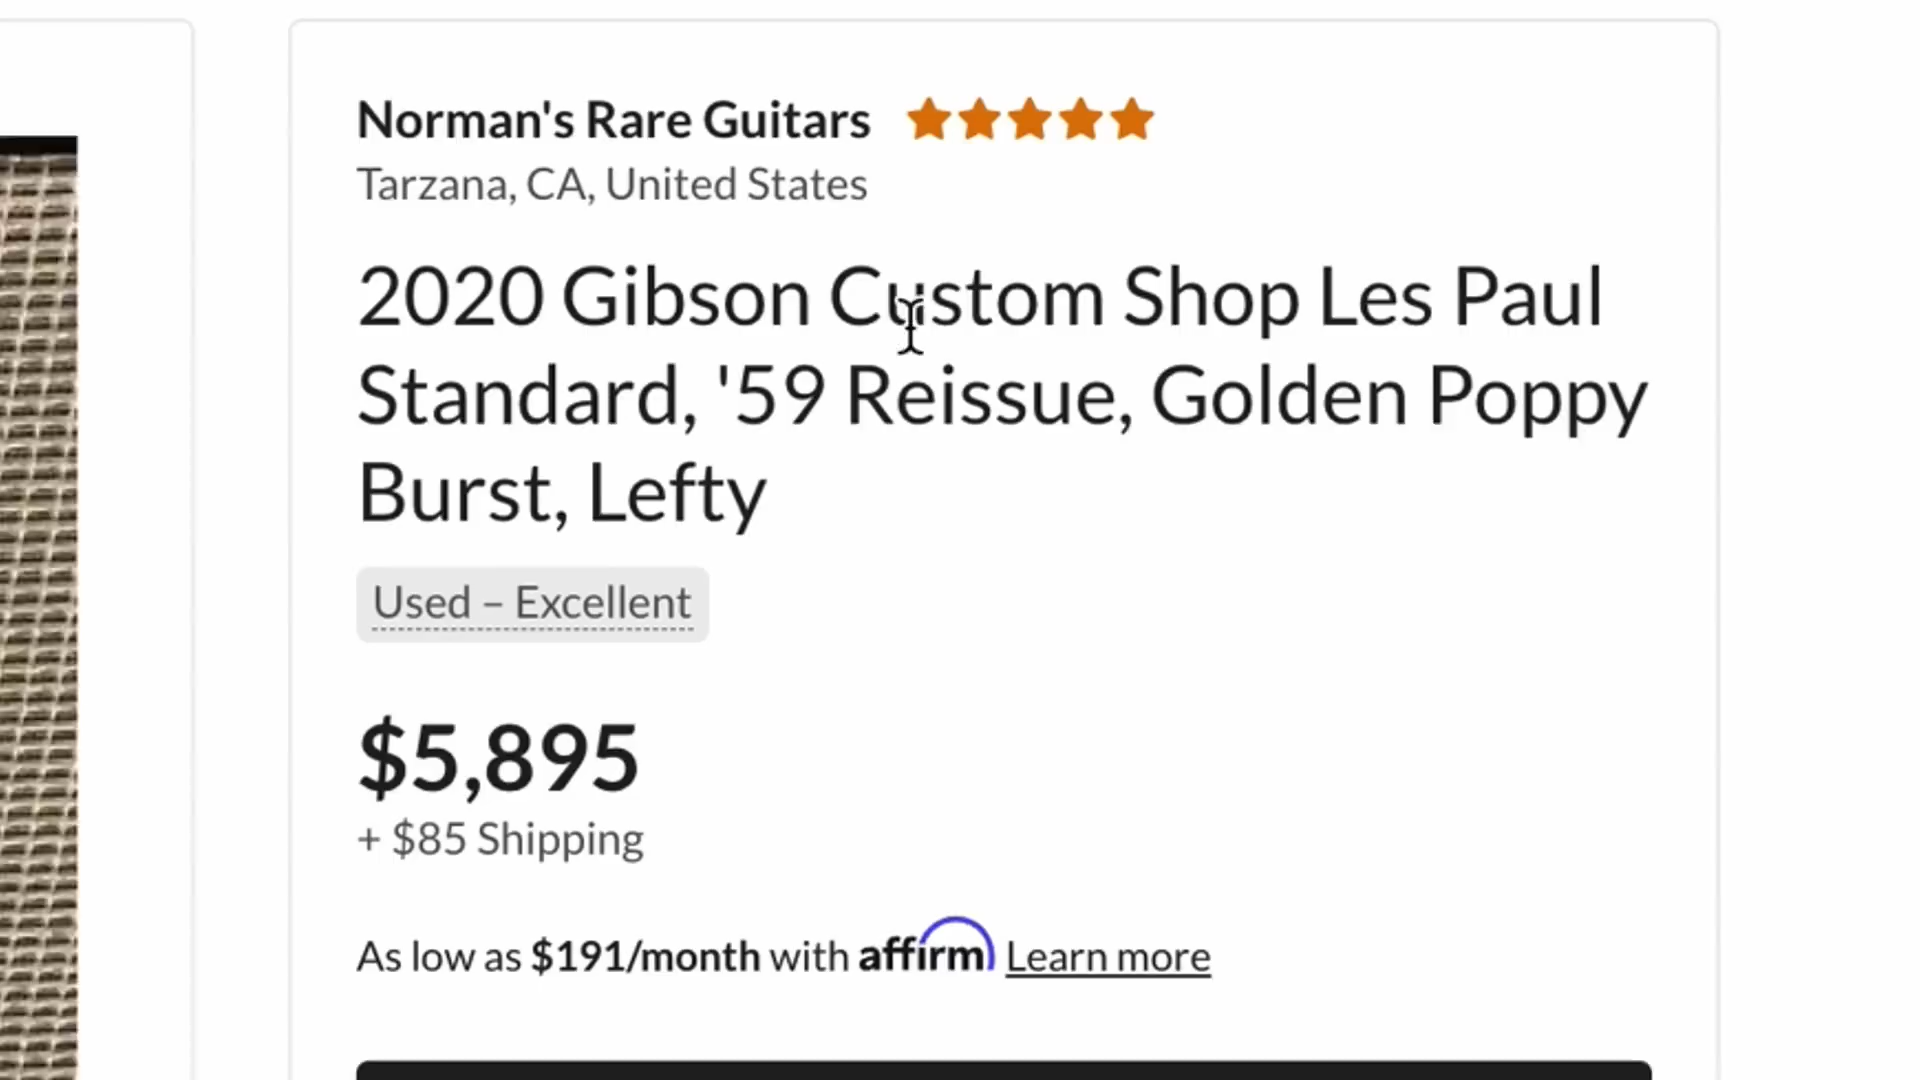 Norman's Rare Guitars
Tarzana, CA, United States
2020 Gibson Custom Shop Les Paul
Standard, '59 Reissue, Golden Poppy
Burst, Lefty
Used – Excellent
$5,895
+ $85 Shipping
As low as $191/month with affirm Learn more